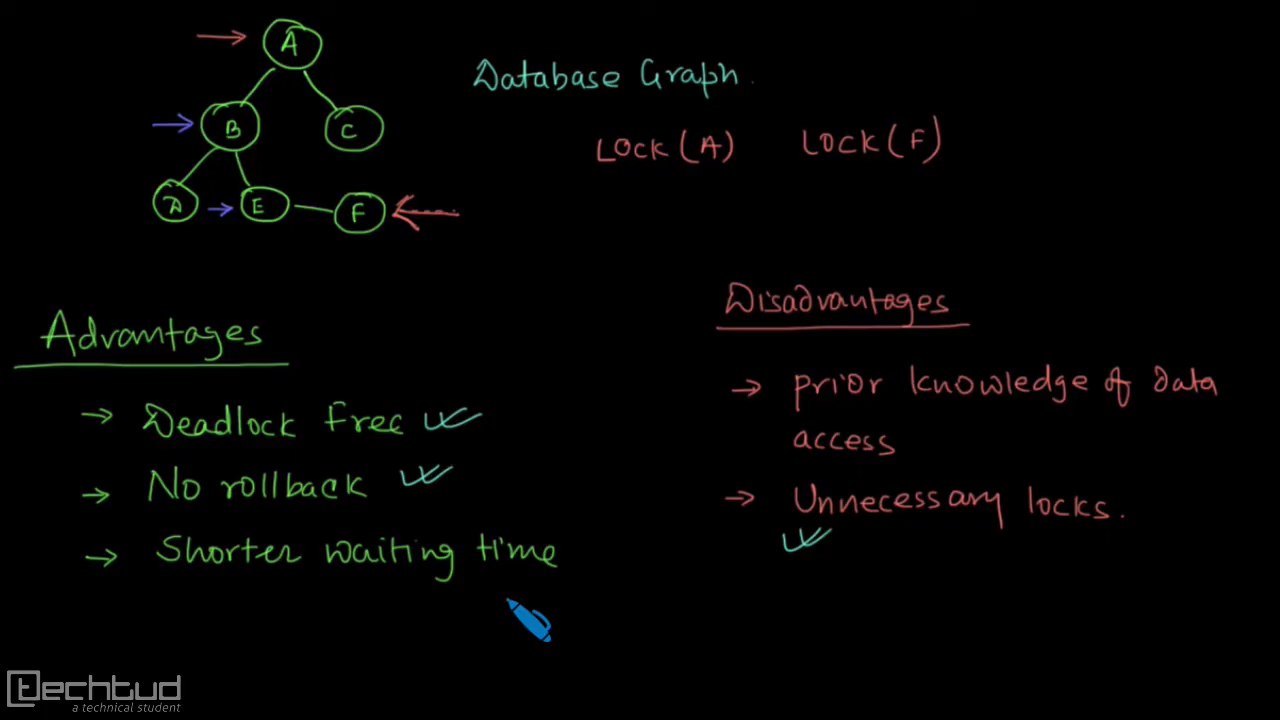 A
Database Graph.
LOCK (A) LOCK (F)
B C
D E F
Advantages
→ Deadlock free
→ No rollback
→ Shorter waiting time
Disadvantages
→ prior knowledge of data
access
→ Unnecessary locks.
techtud
a technical student